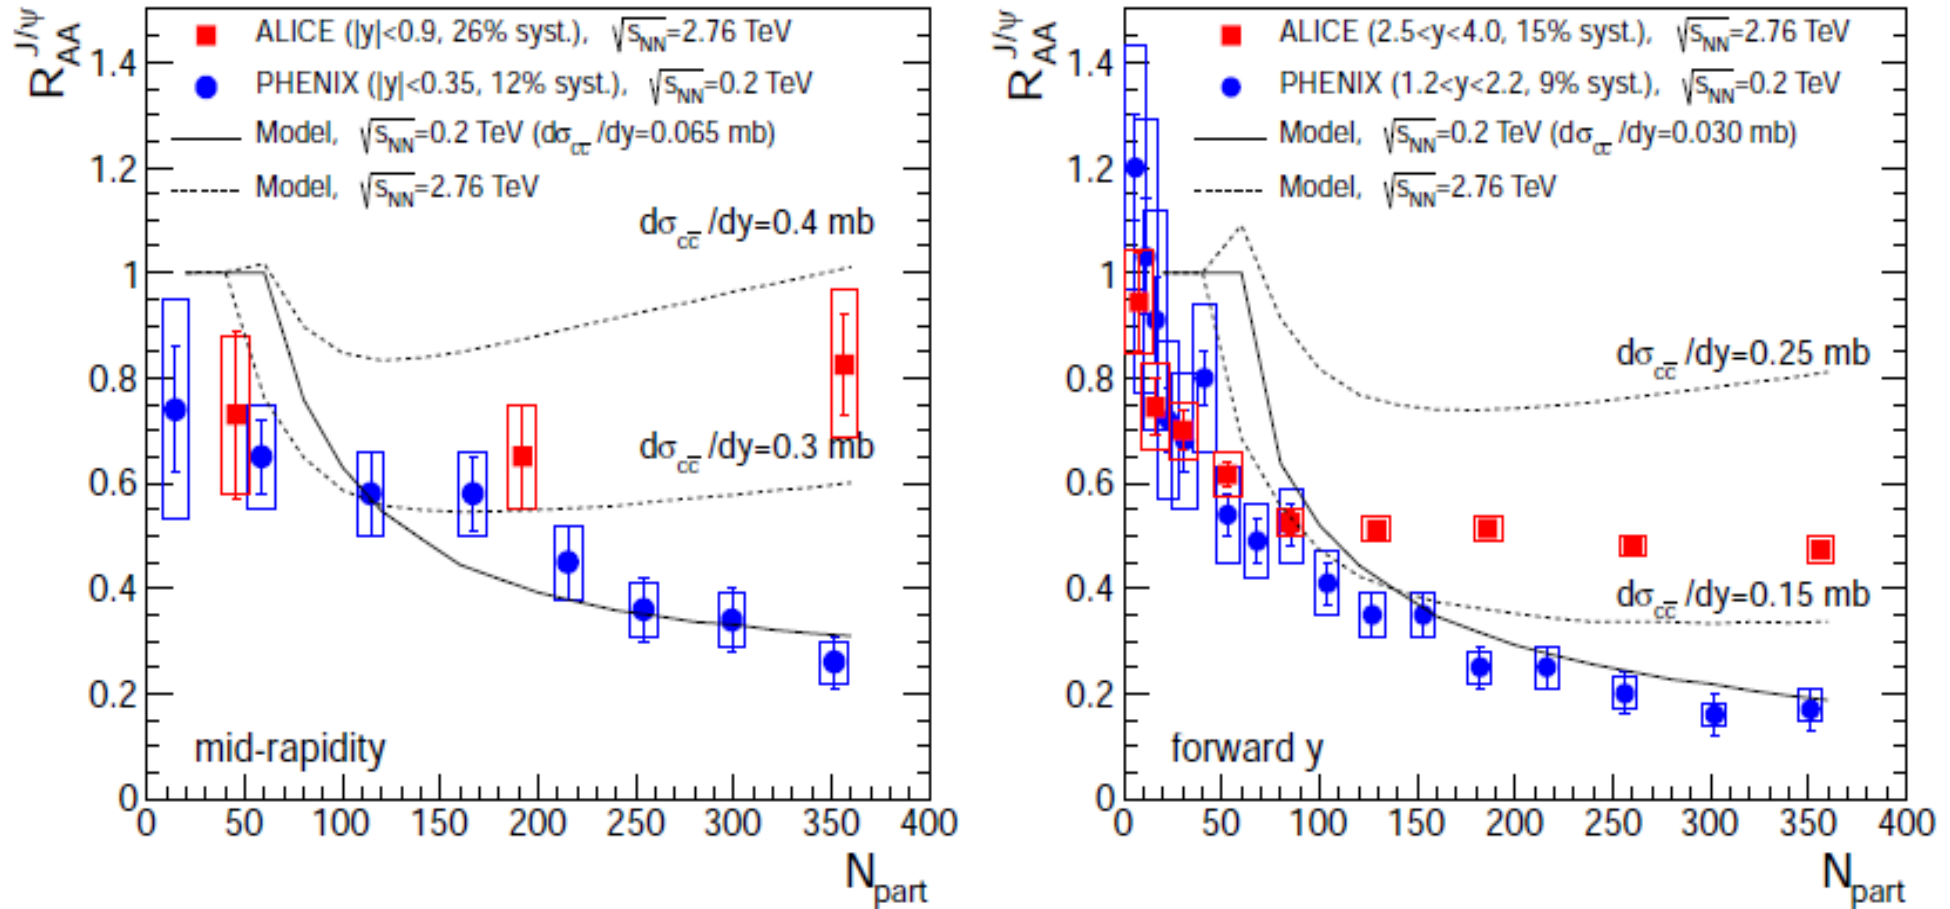 R_AA^J/ψ
ALICE (|y|<0.9, 26% syst.), √s_NN=2.76 TeV
PHENIX (|y|<0.35, 12% syst.), √s_NN=0.2 TeV
Model, √s_NN=0.2 TeV (dσ_cc̅ /dy=0.065 mb)
Model, √s_NN=2.76 TeV
dσ_cc̅ /dy=0.4 mb
dσ_cc̅ /dy=0.3 mb
mid-rapidity
1.4
1.2
1
0.8
0.6
0.4
0.2
0
0 50 100 150 200 250 300 350 400
N_part
R_AA^J/ψ
ALICE (2.5<y<4.0, 15% syst.), √s_NN=2.76 TeV
PHENIX (1.2<y<2.2, 9% syst.), √s_NN=0.2 TeV
Model, √s_NN=0.2 TeV (dσ_cc̅ /dy=0.030 mb)
Model, √s_NN=2.76 TeV
dσ_cc̅ /dy=0.25 mb
dσ_cc̅ /dy=0.15 mb
forward y
1.4
1.2
1
0.8
0.6
0.4
0.2
0
0 50 100 150 200 250 300 350 400
N_part